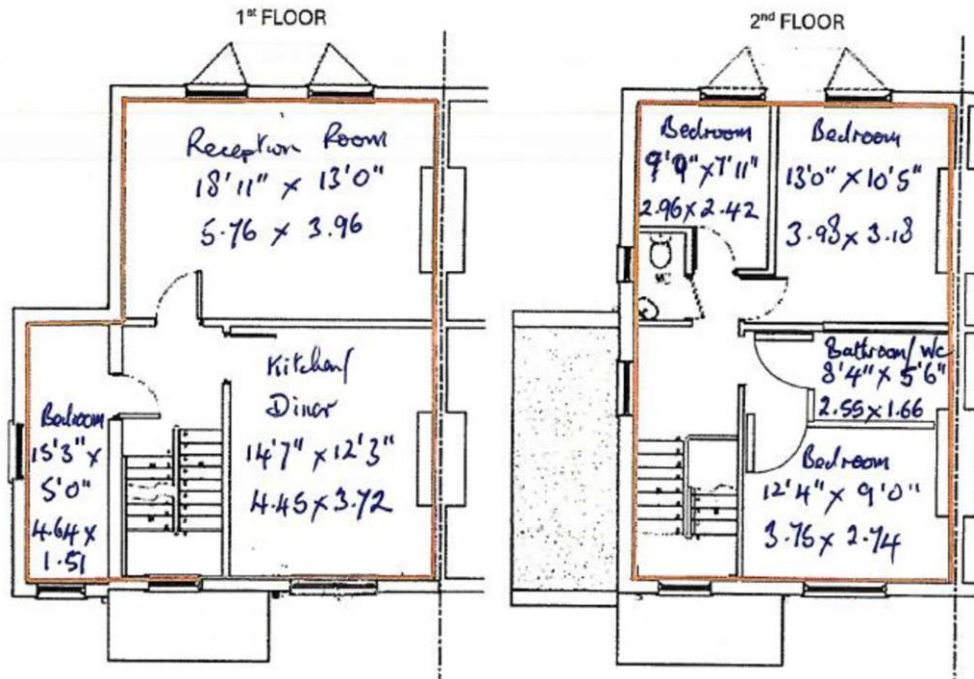 1st FLOOR
Reception Room
18'11" x 13'0"
5.76 x 3.96
Kitchen/
Diner
14'7" x 12'3"
4.45 x 3.72
Bedroom
15'3" x
5'0"
4.64 x
1.51
2nd FLOOR
Bedroom
9'9" x 7'11"
2.96 x 2.42
Bedroom
13'0" x 10'5"
3.98 x 3.18
WC
Bathroom/WC
8'4" x 5'6"
2.55 x 1.66
Bedroom
12'4" x 9'0"
3.75 x 2.74